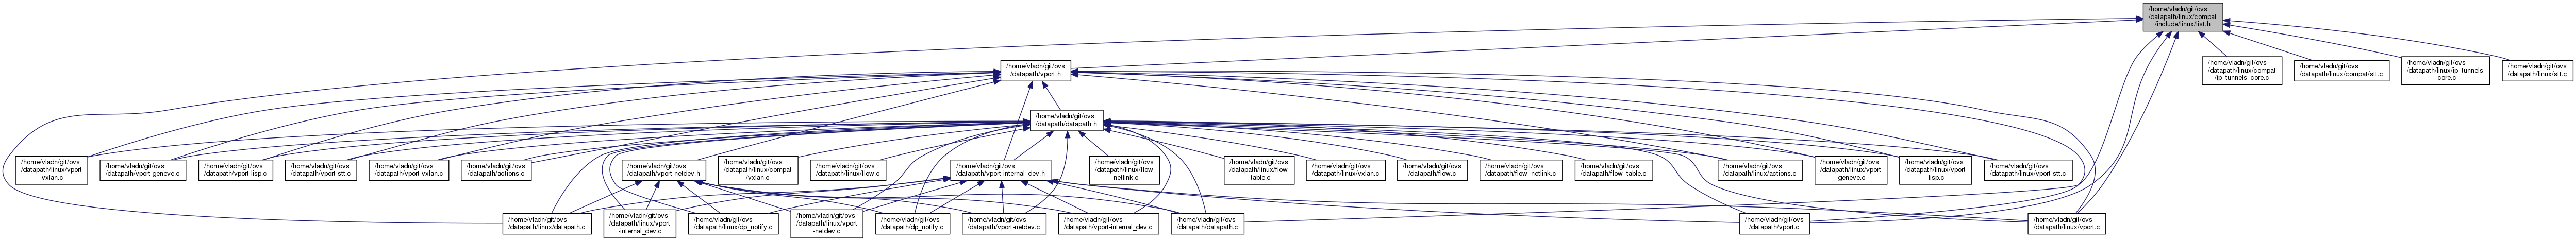 /home/vladn/git/ovs
/datapath/linux/compat
/include/linux/list.h
/home/vladn/git/ovs
/datapath/vport.h
/home/vladn/git/ovs
/datapath/linux/compat
/ip_tunnels_core.c
/home/vladn/git/ovs
/datapath/linux/compat/stt.c
/home/vladn/git/ovs
/datapath/linux/ip_tunnels
_core.c
/home/vladn/git/ovs
/datapath/linux/stt.c
/home/vladn/git/ovs
/datapath/datapath.h
/home/vladn/git/ovs
/datapath/linux/vport
-vxlan.c
/home/vladn/git/ovs
/datapath/vport-geneve.c
/home/vladn/git/ovs
/datapath/vport-lisp.c
/home/vladn/git/ovs
/datapath/vport-stt.c
/home/vladn/git/ovs
/datapath/vport-vxlan.c
/home/vladn/git/ovs
/datapath/actions.c
/home/vladn/git/ovs
/datapath/vport-netdev.h
/home/vladn/git/ovs
/datapath/linux/compat
/vxlan.c
/home/vladn/git/ovs
/datapath/linux/flow.c
/home/vladn/git/ovs
/datapath/vport-internal_dev.h
/home/vladn/git/ovs
/datapath/linux/flow
_netlink.c
/home/vladn/git/ovs
/datapath/linux/flow
_table.c
/home/vladn/git/ovs
/datapath/linux/vxlan.c
/home/vladn/git/ovs
/datapath/flow.c
/home/vladn/git/ovs
/datapath/flow_netlink.c
/home/vladn/git/ovs
/datapath/flow_table.c
/home/vladn/git/ovs
/datapath/linux/actions.c
/home/vladn/git/ovs
/datapath/linux/vport
-geneve.c
/home/vladn/git/ovs
/datapath/linux/vport
-lisp.c
/home/vladn/git/ovs
/datapath/linux/vport-stt.c
/home/vladn/git/ovs
/datapath/linux/datapath.c
/home/vladn/git/ovs
/datapath/linux/vport
-internal_dev.c
/home/vladn/git/ovs
/datapath/linux/dp_notify.c
/home/vladn/git/ovs
/datapath/linux/vport
-netdev.c
/home/vladn/git/ovs
/datapath/dp_notify.c
/home/vladn/git/ovs
/datapath/vport-netdev.c
/home/vladn/git/ovs
/datapath/vport-internal_dev.c
/home/vladn/git/ovs
/datapath/datapath.c
/home/vladn/git/ovs
/datapath/vport.c
/home/vladn/git/ovs
/datapath/linux/vport.c